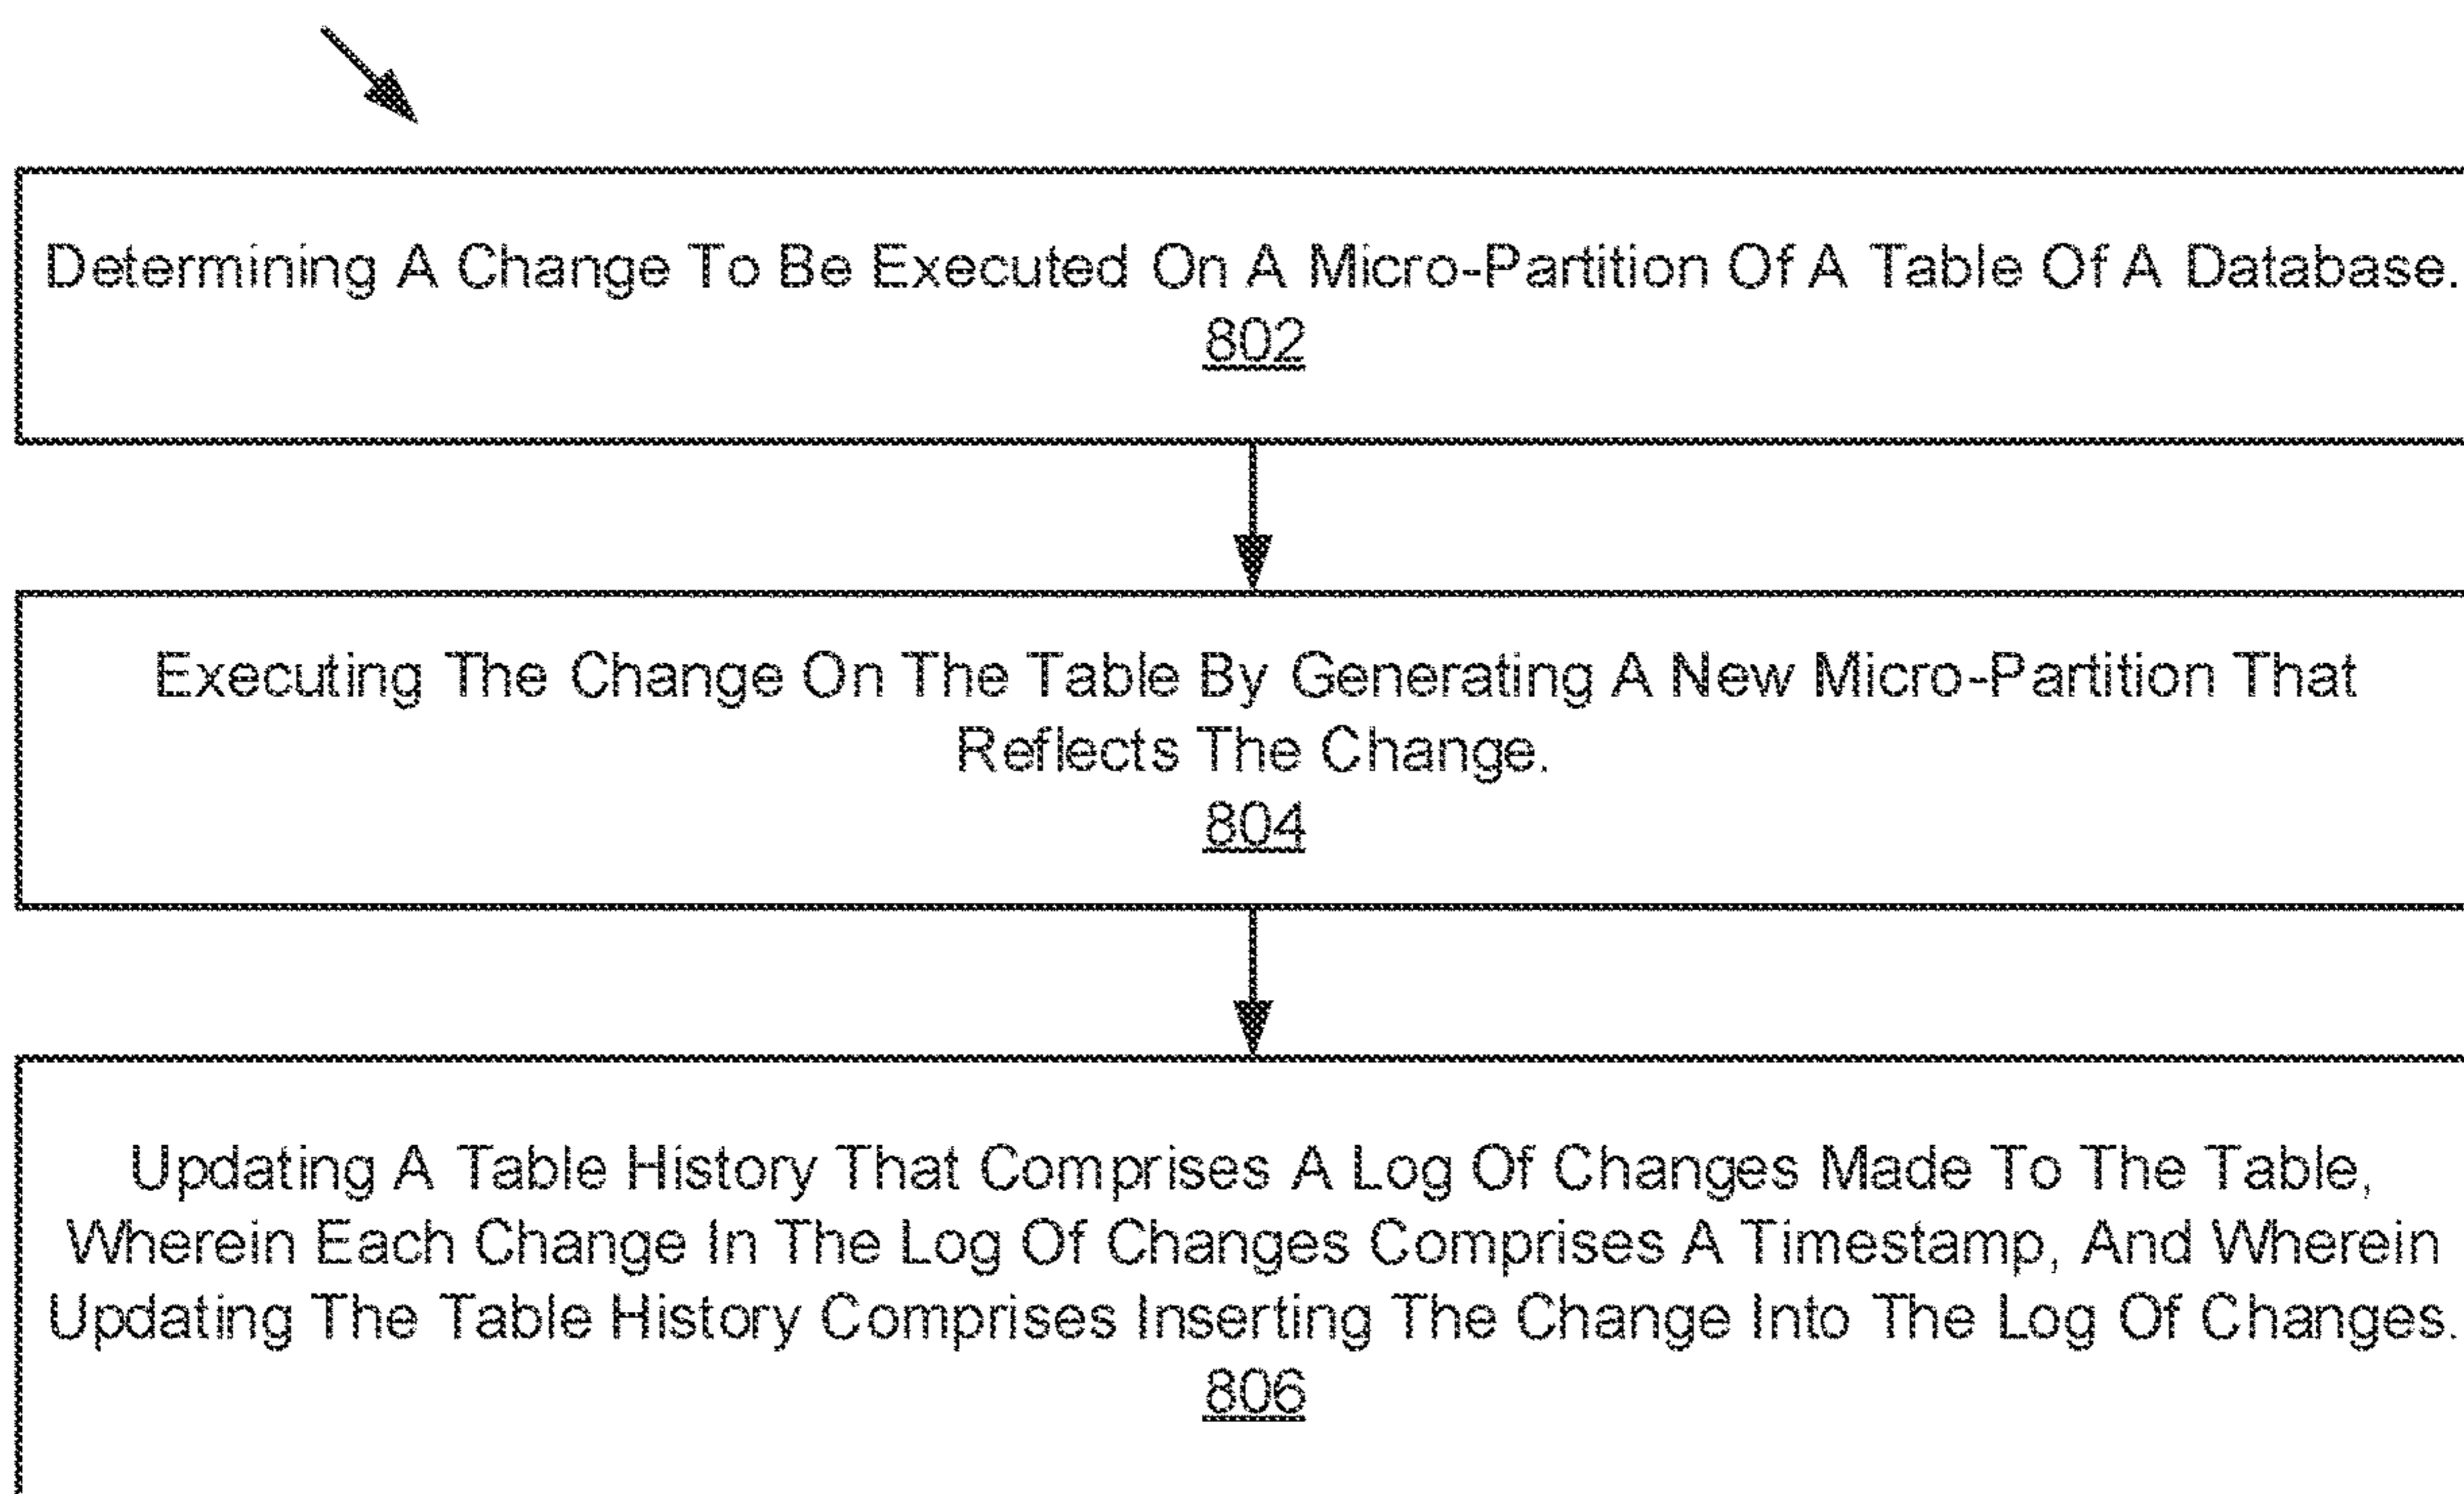 Determining A Change To Be Executed On A Micro-Partition Of A Table Of A Database.
802
Executing The Change On The Table By Generating A New Micro-Partition That
Reflects The Change.
804
Updating A Table History That Comprises A Log Of Changes Made To The Table,
Wherein Each Change In The Log Of Changes Comprises A Timestamp, And Wherein
Updating The Table History Comprises Inserting The Change Into The Log Of Changes.
806